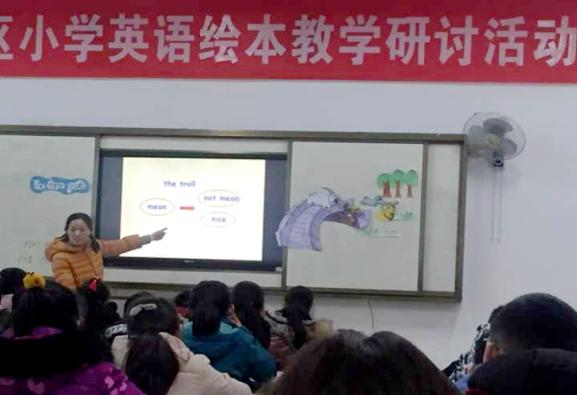 区小学英语绘本教学研讨活动
the troll
mean
not mean
nice